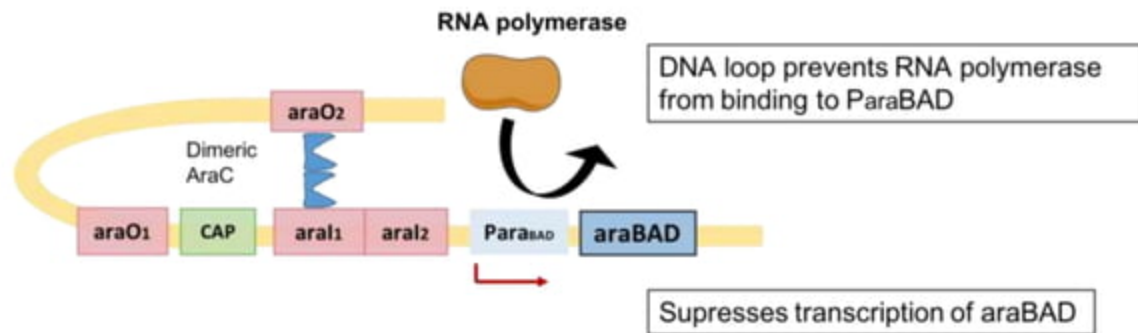 RNA polymerase
DNA loop prevents RNA polymerase
from binding to ParaBAD
araO2
Dimeric
AraC
araO1
CAP
araI1
araI2
ParaBAD
araBAD
Supresses transcription of araBAD